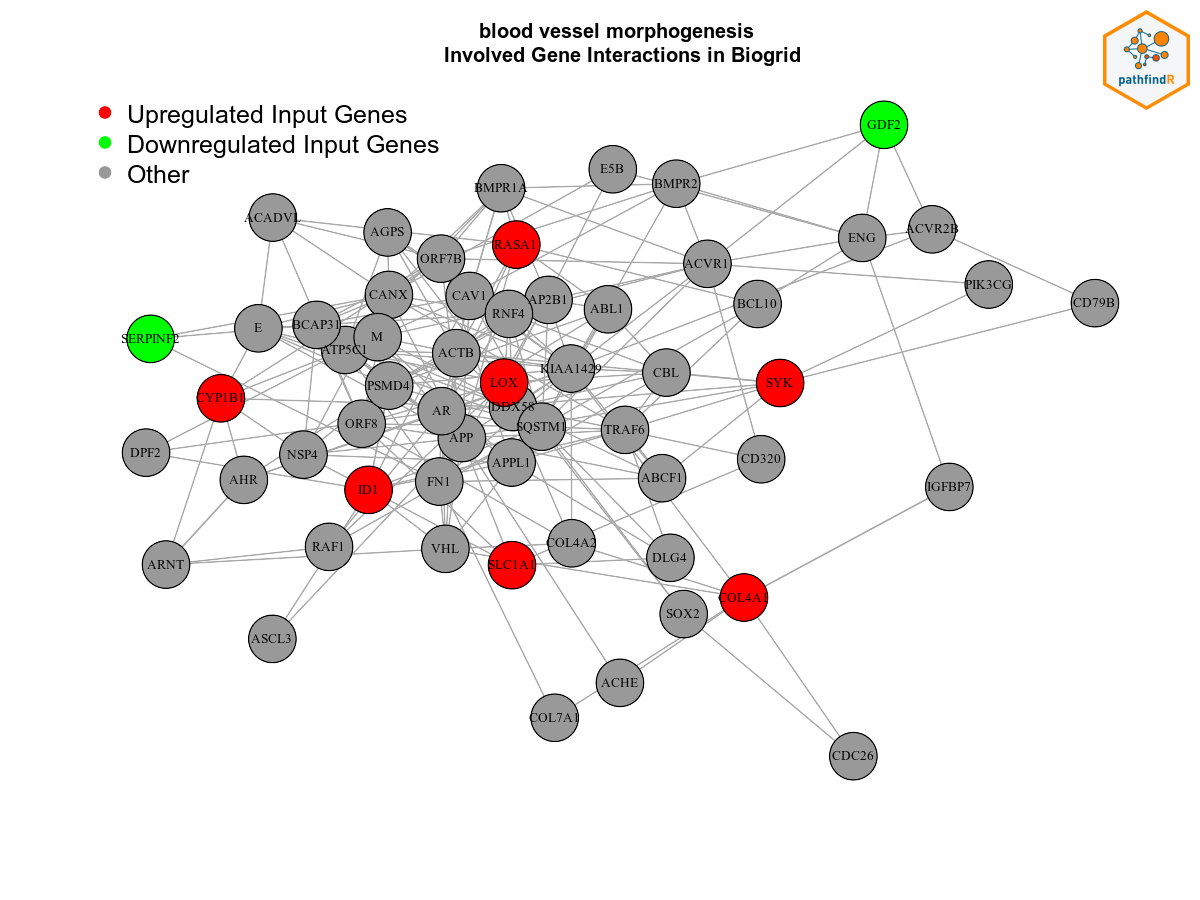 blood vessel morphogenesis
Involved Gene Interactions in Biogrid
pathfindR
Upregulated Input Genes
Downregulated Input Genes
Other
GDF2
E5B
BMPR2
BMPR1A
ACADVL
AGPS
RASA1
ENG
ACVR2B
ORF7B
ACVR1
PIK3CG
CANX
CAV1
AP2B1
ABL1
BCL10
CD79B
RNF4
E
BCAP31
M
SERPINF2
ATP5C1
ACTB
KIAA1429
CBL
SYK
LOX
PSMD4
CYP1B1
DDX58
AR
ORF8
SQSTM1
TRAF6
APP
DPF2
NSP4
APPL1
CD320
AHR
ID1
FN1
ABCF1
IGFBP7
RAF1
VHL
COL4A2
ARNT
SLC1A1
DLG4
COL4A1
SOX2
ASCL3
ACHE
COL7A1
CDC26